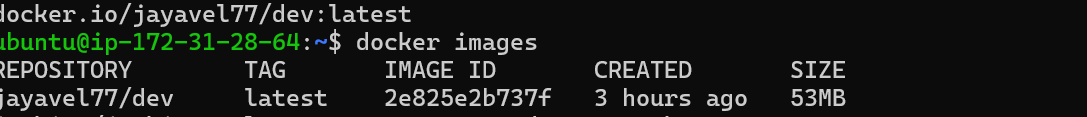 docker.io/jayavel77/dev:latest
ubuntu@ip-172-31-28-64:~$ docker images
REPOSITORY TAG IMAGE ID CREATED SIZE
jayavel77/dev latest 2e825e2b737f 3 hours ago 53MB